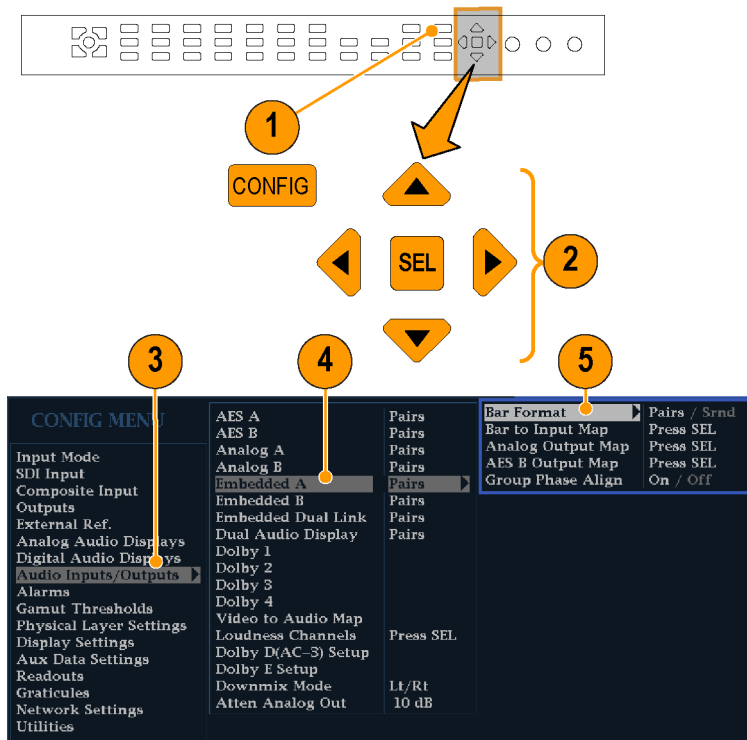 1
CONFIG
SEL
2
3
4
5
CONFIG MENU
Input Mode
SDI Input
Composite Input
Outputs
External Ref.
Analog Audio Displays
Digital Audio Displays
Audio Inputs/Outputs
Alarms
Gamut Thresholds
Physical Layer Settings
Display Settings
Aux Data Settings
Readouts
Graticules
Network Settings
Utilities
AES A Pairs
AES B Pairs
Analog A Pairs
Analog B Pairs
Embedded A Pairs
Embedded B Pairs
Embedded Dual Link Pairs
Dual Audio Display Pairs
Dolby 1
Dolby 2
Dolby 3
Dolby 4
Video to Audio Map
Loudness Channels Press SEL
Dolby D(AC-3) Setup
Dolby E Setup
Downmix Mode Lt/Rt
Atten Analog Out 10 dB
Bar Format Pairs / Srnd
Bar to Input Map Press SEL
Analog Output Map Press SEL
AES B Output Map Press SEL
Group Phase Align On / Off